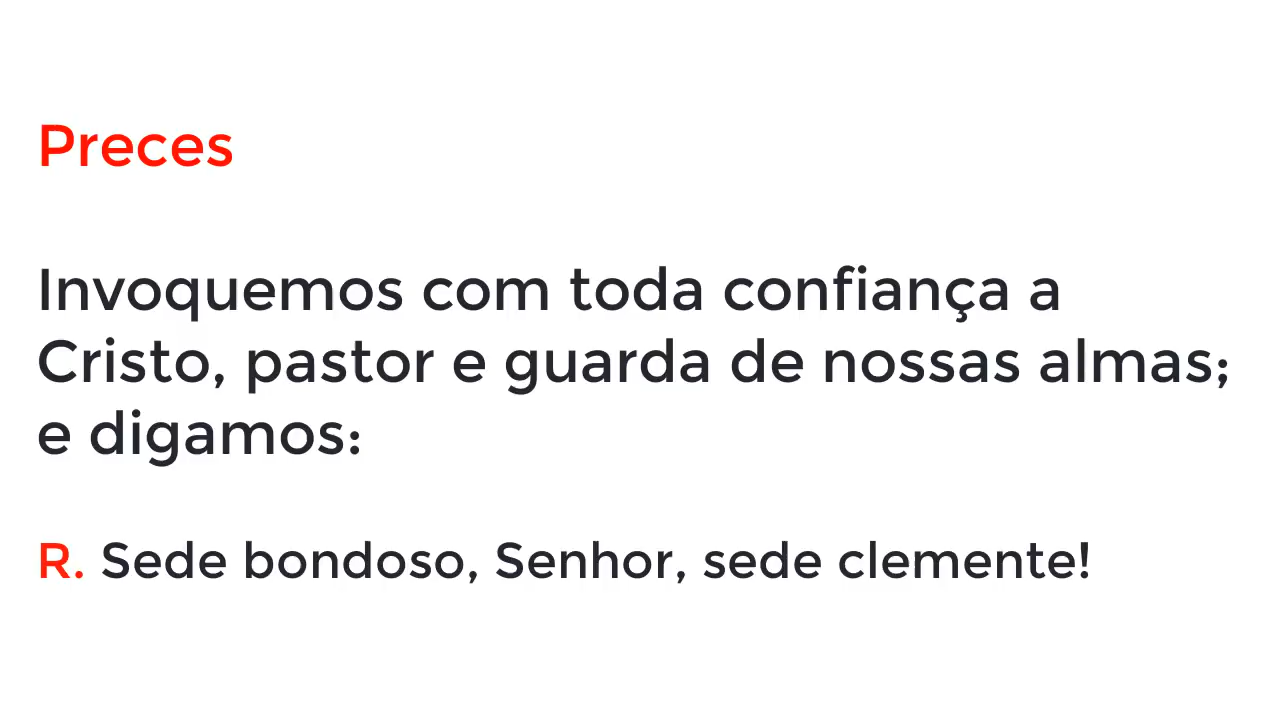 Preces
Invoquemos com toda confiança a
Cristo, pastor e guarda de nossas almas;
e digamos:
R. Sede bondoso, Senhor, sede clemente!